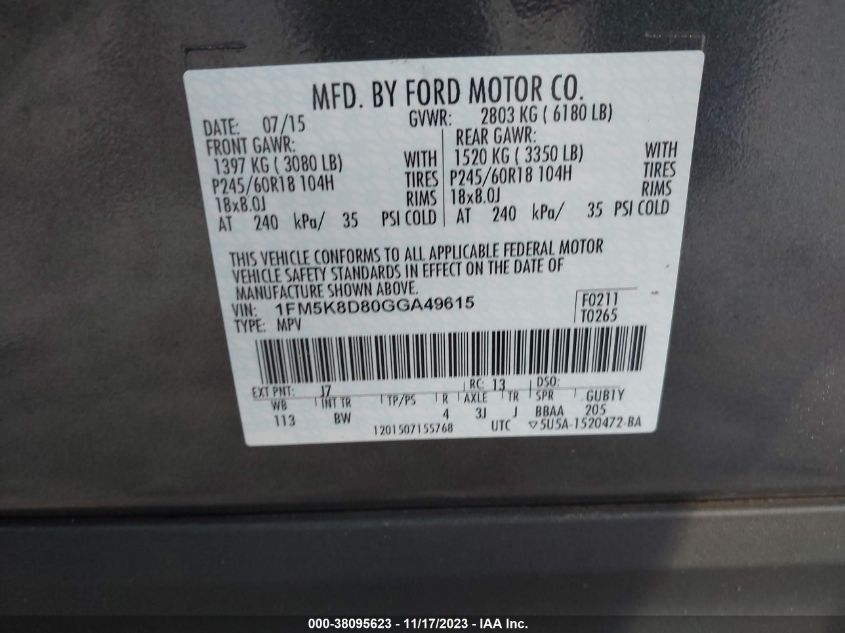 MFD. BY FORD MOTOR CO.
DATE: 07/15 GVWR: 2803 KG ( 6180 LB)
FRONT GAWR: REAR GAWR:
1397 KG ( 3080 LB) WITH 1520 KG ( 3350 LB) WITH
P245/60R18 104H TIRES P245/60R18 104H TIRES
18x8.0J RIMS 18x8.0J RIMS
AT 240 kPa/ 35 PSI COLD AT 240 kPa/ 35 PSI COLD
THIS VEHICLE CONFORMS TO ALL APPLICABLE FEDERAL MOTOR
VEHICLE SAFETY STANDARDS IN EFFECT ON THE DATE OF
MANUFACTURE SHOWN ABOVE.
VIN: 1FM5K8D80GGA49615 F0211
TYPE: MPV T0265
EXT PNT: J7 RC: 13 DSO:
WB INT TR TP/PS R AXLE TR SPR GUB1Y
113 BW 4 3J J BBAA 205
1201507155768 UTC ▽5U5A-1520472-BA
000-38095623 - 11/17/2023 - IAA Inc.